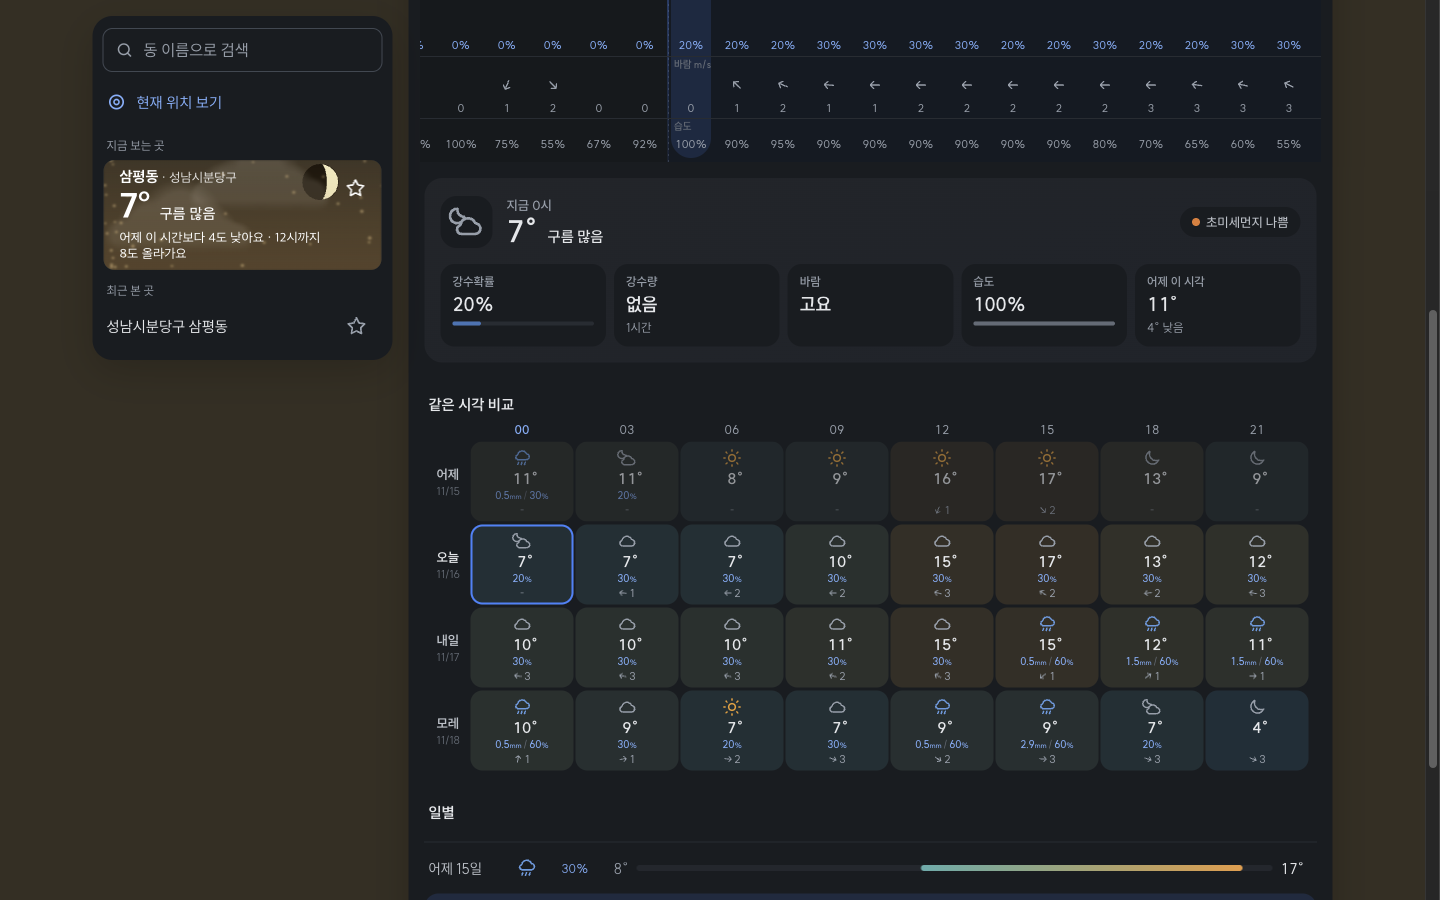 동 이름으로 검색
현재 위치 보기
지금 보는 곳
삼평동 · 성남시분당구
7° 구름 많음
어제 이 시간보다 4도 낮아요 · 12시까지
8도 올라가요
최근 본 곳
성남시분당구 삼평동
% 0% 0% 0% 0% 0% 20% 20% 20% 30% 30% 30% 30% 20% 20% 30% 20% 20% 30% 30%
바람 m/s
0 1 2 0 0 0 1 2 1 1 2 2 2 2 2 3 3 3 3
습도
% 100% 75% 55% 67% 92% 100% 90% 95% 90% 90% 90% 90% 90% 90% 80% 70% 65% 60% 55%
지금 0시
7° 구름 많음
초미세먼지 나쁨
강수확률 강수량 바람 습도 어제 이 시각
20% 없음 고요 100% 11°
1시간 4° 낮음
같은 시각 비교
00 03 06 09 12 15 18 21
어제 11° 11° 8° 9° 16° 17° 13° 9°
11/15 0.5mm / 30% 20%
- - - - 1 2 - -
오늘 7° 7° 7° 10° 15° 17° 13° 12°
11/16 20% 30% 30% 30% 30% 30% 30% 30%
- 1 2 2 3 2 2 3
내일 10° 10° 10° 11° 15° 15° 12° 11°
11/17 30% 30% 30% 30% 30% 0.5mm / 60% 1.5mm / 60% 1.5mm / 60%
3 3 3 2 3 1 1 1
모레 10° 9° 7° 7° 9° 9° 7° 4°
11/18 0.5mm / 60% 30% 20% 30% 0.5mm / 60% 2.9mm / 60% 20%
1 1 2 3 2 3 3 3
일별
어제 15일 30% 8° 17°